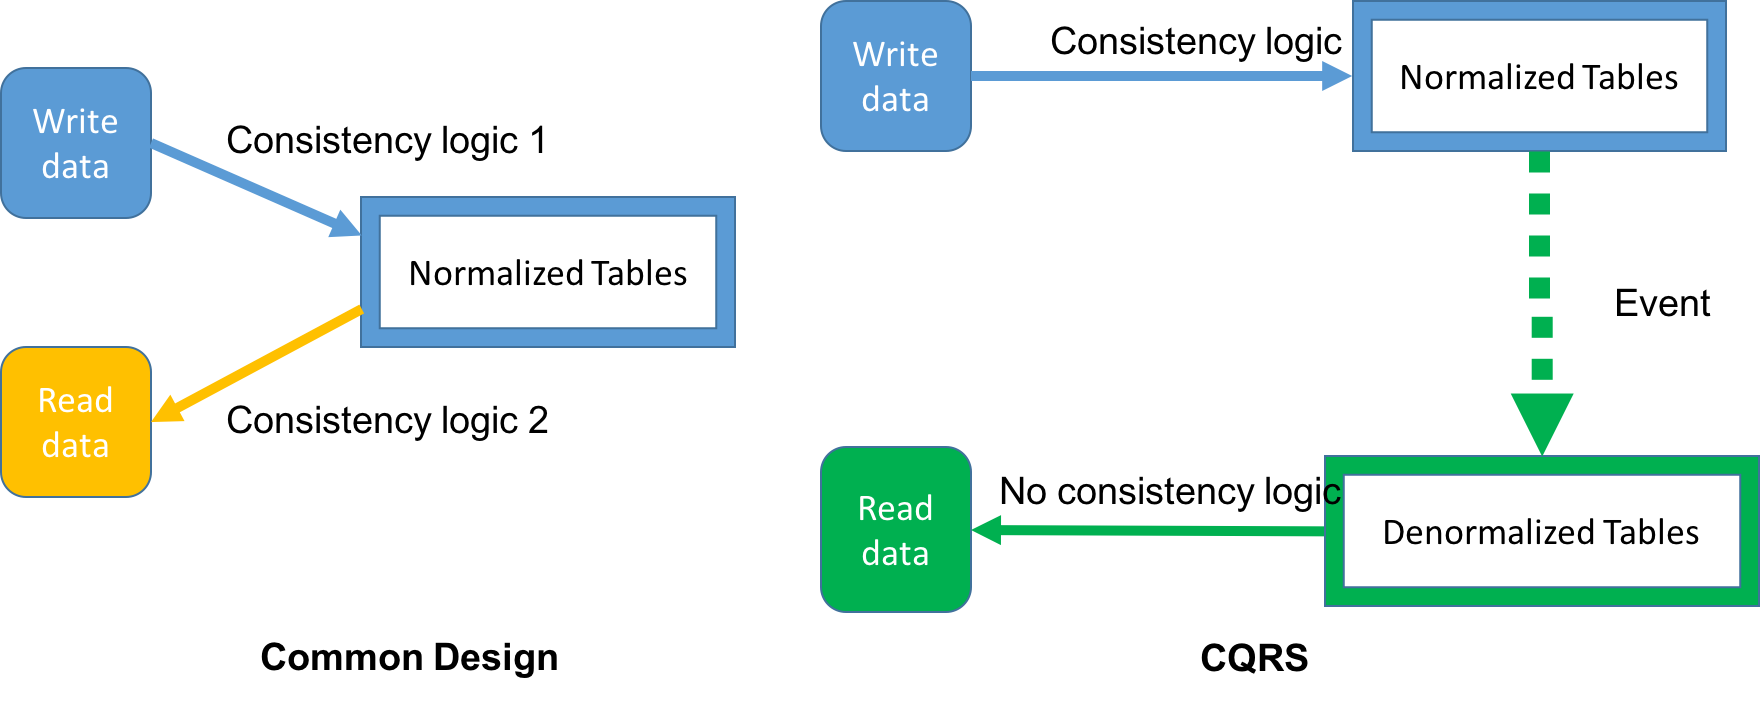 Write
data
Consistency logic 1
Normalized Tables
Read
data
Consistency logic 2
Common Design
Write
data
Consistency logic
Normalized Tables
Event
Read
data
No consistency logic
Denormalized Tables
CQRS